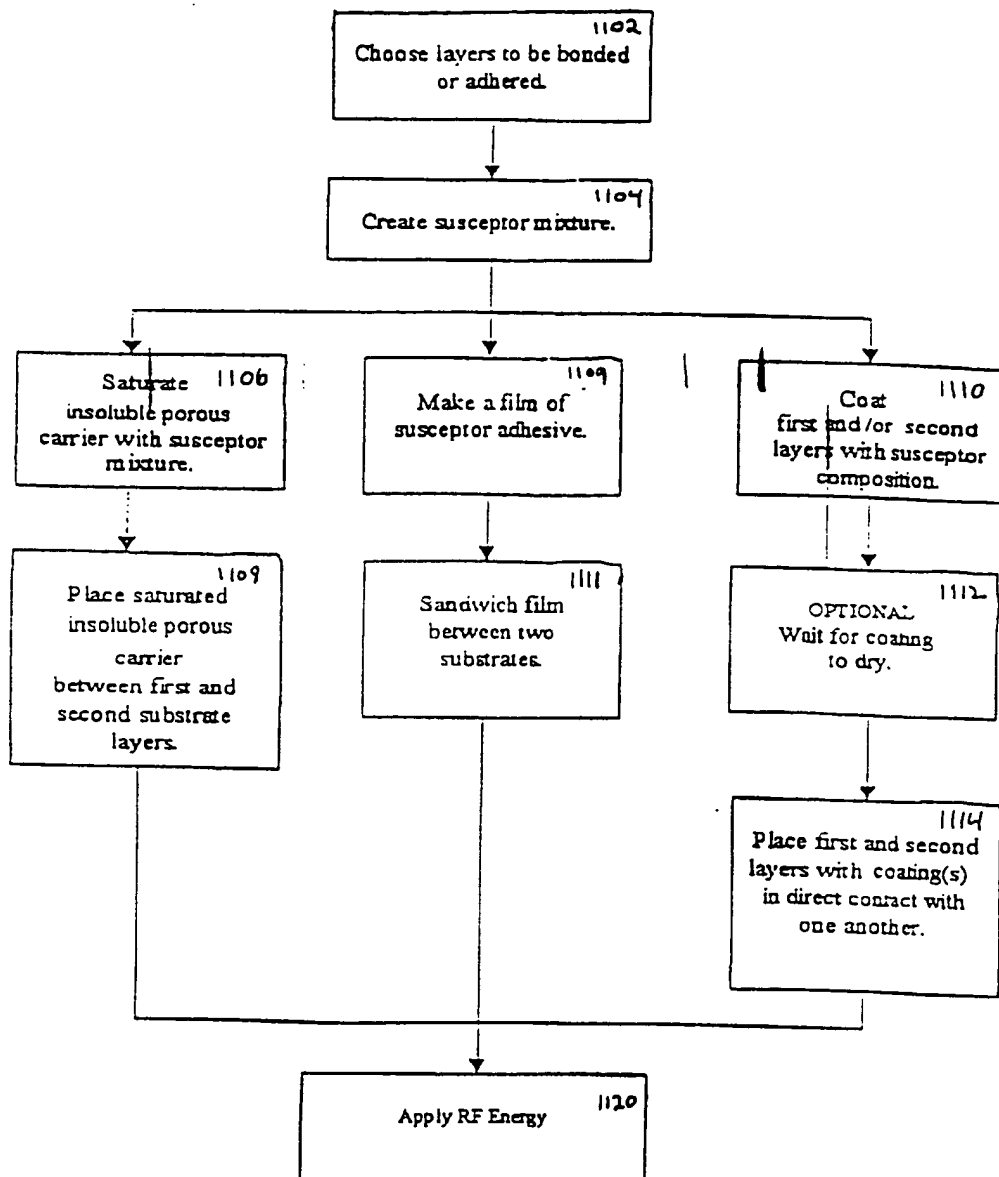 1102
Choose layers to be bonded
or adhered.
1104
Create susceptor mixture.
1106
Saturate
insoluble porous
carrier with susceptor
mixture.
1109
Make a film of
susceptor adhesive.
1110
Coat
first and/or second
layers with susceptor
composition.
1109
Place saturated
insoluble porous
carrier
between first and
second substrate
layers.
1111
Sandwich film
between two
substrates.
1112
OPTIONAL
Wait for coating
to dry.
1114
Place first and second
layers with coating(s)
in direct contact with
one another.
1120
Apply RF Energy